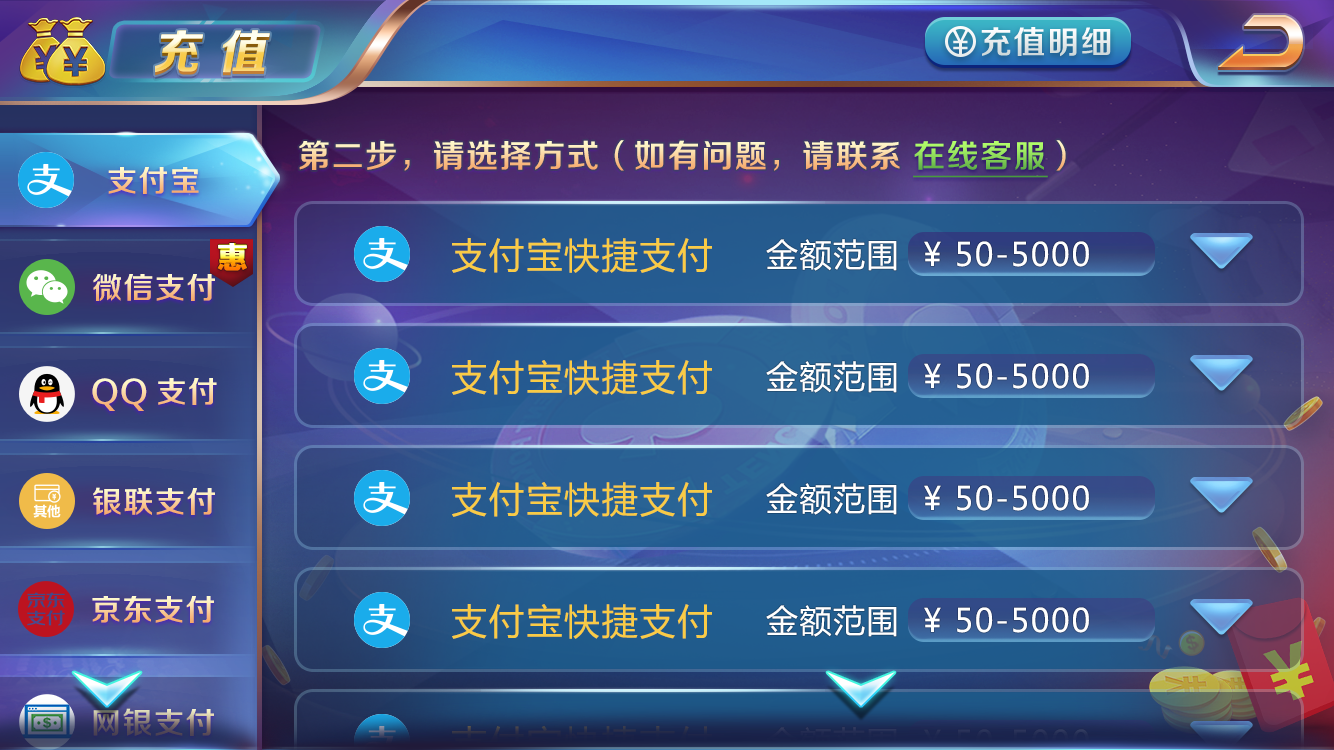 充值
充值明细
支付宝
惠
微信支付
QQ 支付
其他
银联支付
京东支付
京东支付
网银支付
第二步，请选择方式（如有问题，请联系 在线客服）
支付宝快捷支付 金额范围 ¥ 50-5000
支付宝快捷支付 金额范围 ¥ 50-5000
支付宝快捷支付 金额范围 ¥ 50-5000
支付宝快捷支付 金额范围 ¥ 50-5000